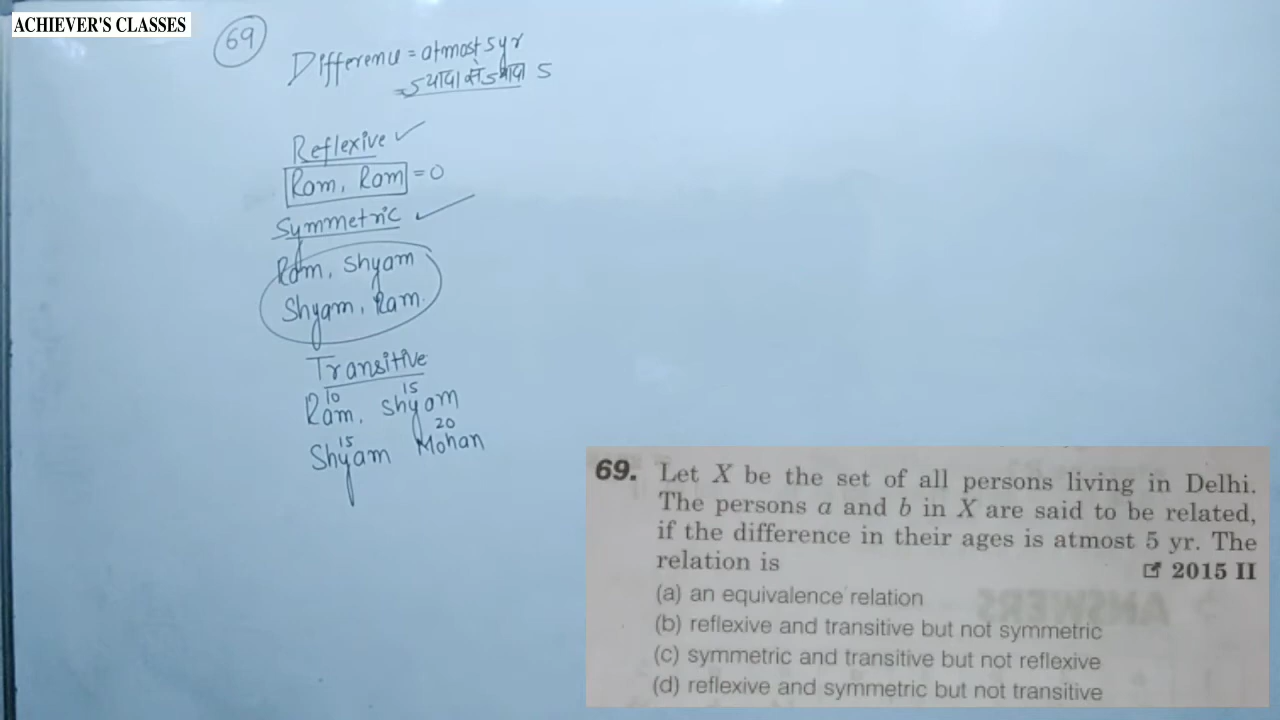 ACHIEVER'S CLASSES
69
Difference = atmost 5 yr
= 5 या 5
Reflexive ✓
Ram, Ram = 0
Symmetric ✓
Ram, Shyam
Shyam, Ram.
Transitive
10 15
Ram, Shyam
15 20
Shyam Mohan
69. Let X be the set of all persons living in Delhi.
The persons a and b in X are said to be related,
if the difference in their ages is atmost 5 yr. The
relation is 2015 II
(a) an equivalence relation
(b) reflexive and transitive but not symmetric
(c) symmetric and transitive but not reflexive
(d) reflexive and symmetric but not transitive